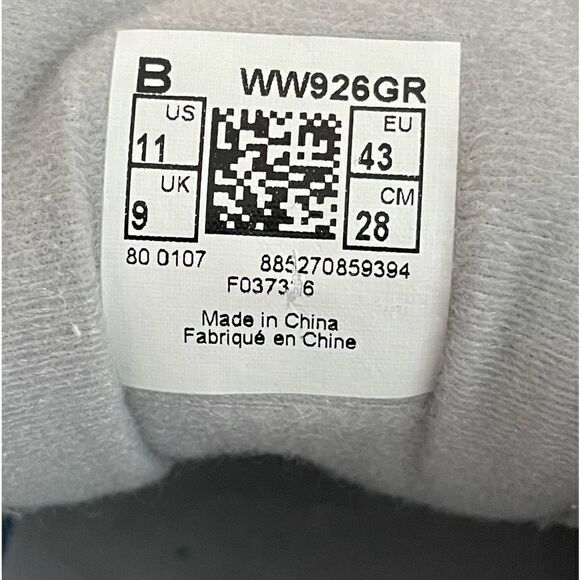 B WW926GR
US 11 EU 43
UK 9 CM 28
80 0107 885270859394
Made in China
Fabriqué en Chine